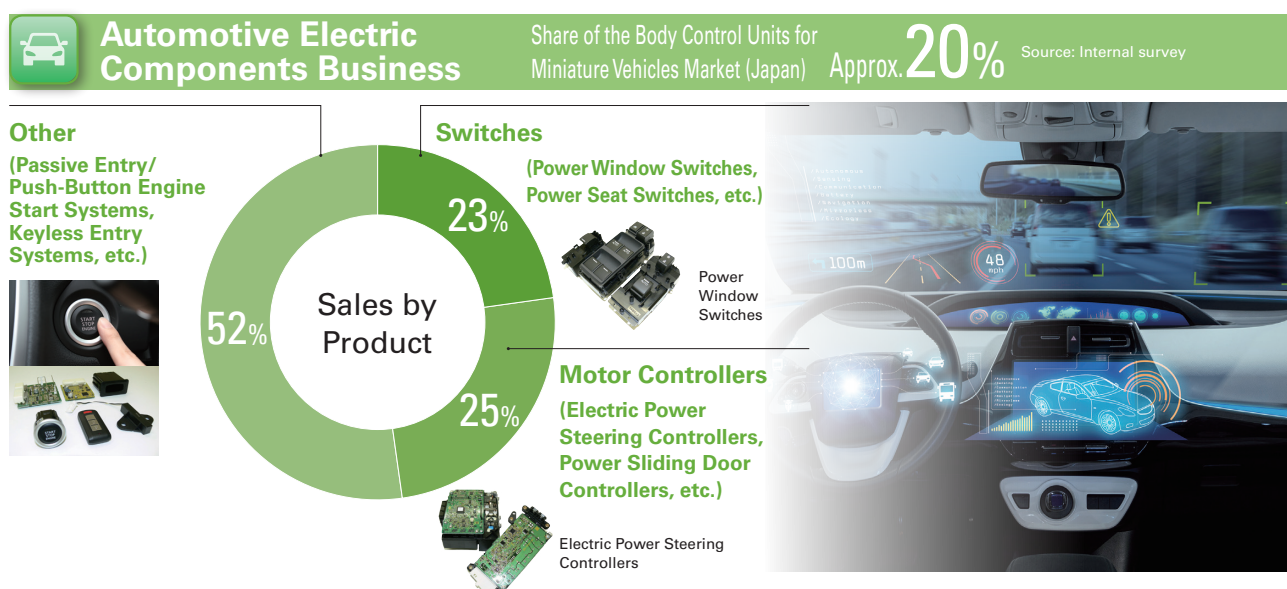 Automotive Electric
Components Business
Share of the Body Control Units for
Miniature Vehicles Market (Japan)
Approx. 20%
Source: Internal survey
Other
(Passive Entry/
Push-Button Engine
Start Systems,
Keyless Entry
Systems, etc.)
START
STOP
ENGINE
52%
Sales by
Product
Switches
(Power Window Switches,
Power Seat Switches, etc.)
23%
Power
Window
Switches
25%
Motor Controllers
(Electric Power
Steering Controllers,
Power Sliding Door
Controllers, etc.)
Electric Power Steering
Controllers
100m
48
mph